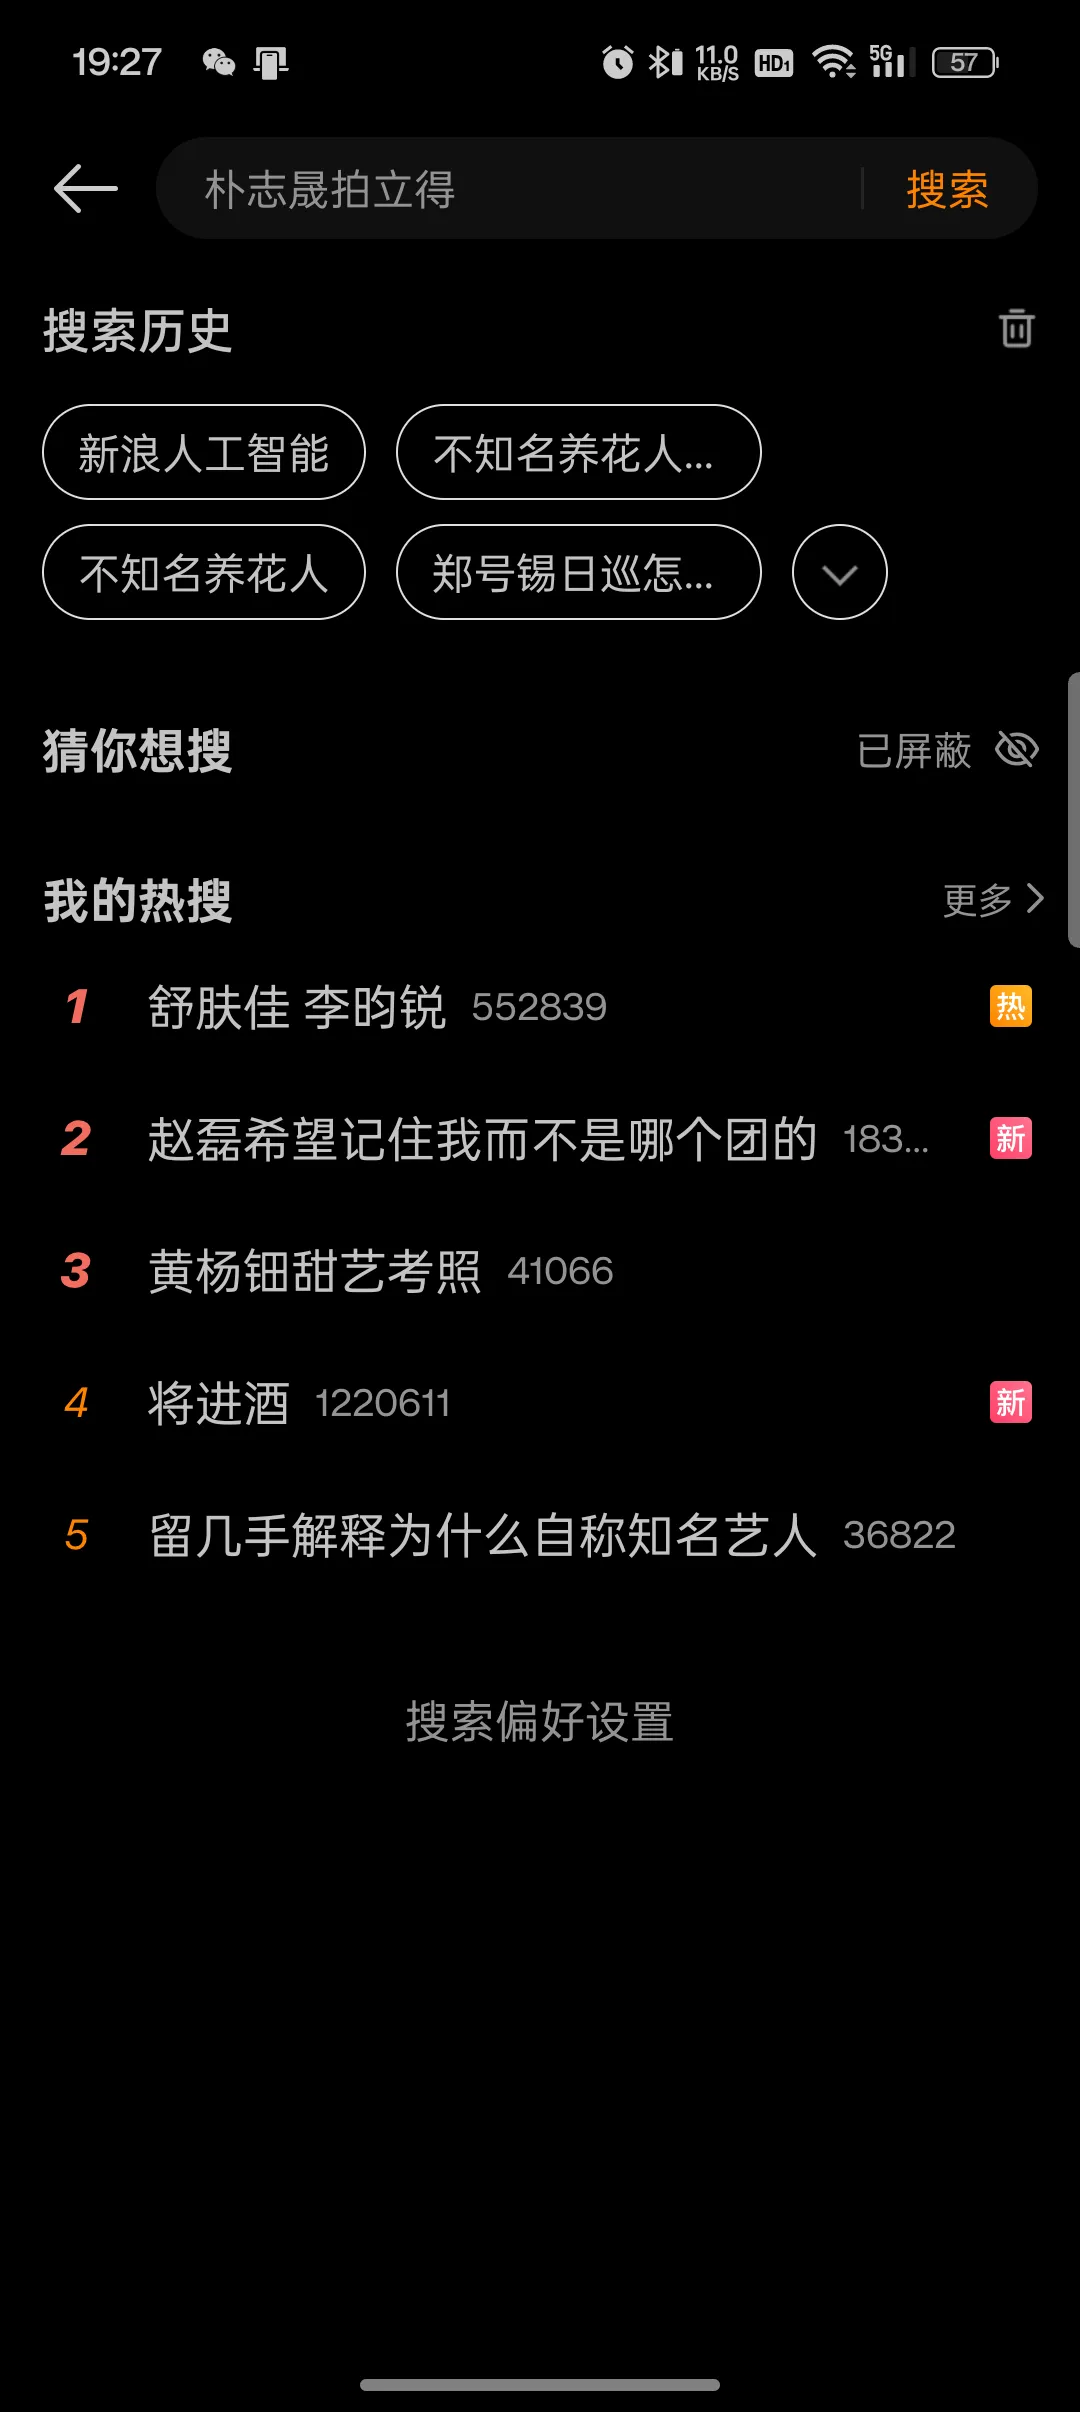 19:27 11.0 KB/S HD1 5G 57
朴志晟拍立得 搜索
搜索历史
新浪人工智能 不知名养花人...
不知名养花人 郑号锡日巡怎...
猜你想搜 已屏蔽
我的热搜 更多
1 舒肤佳 李昀锐 552839 热
2 赵磊希望记住我而不是哪个团的 183... 新
3 黄杨钿甜艺考照 41066
4 将进酒 1220611 新
5 留几手解释为什么自称知名艺人 36822
搜索偏好设置